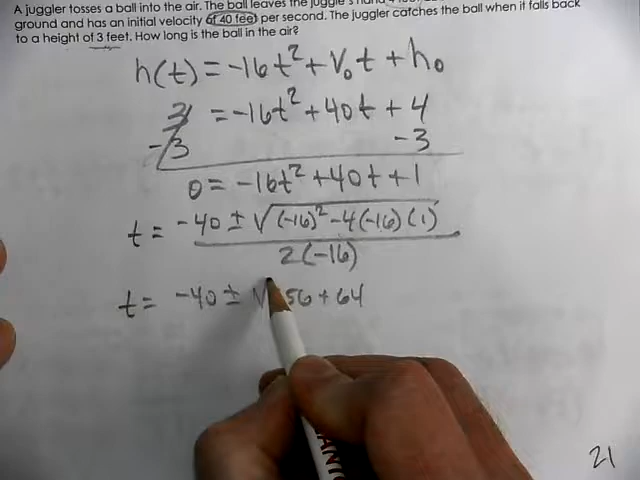 A juggler tosses a ball into the air. The ball leaves the juggle's hand 4
ground and has an initial velocity of 40 feet per second. The juggler catches the ball when it falls back
to a height of 3 feet. How long is the ball in the air?
h(t) = -16t² + V₀t + h₀
3 = -16t² + 40t + 4
-3 -3
0 = -16t² + 40t + 1
t = -40 ± √(-16)² - 4(-16)(1)
2(-16)
t = -40 ± √ 56 + 64
21